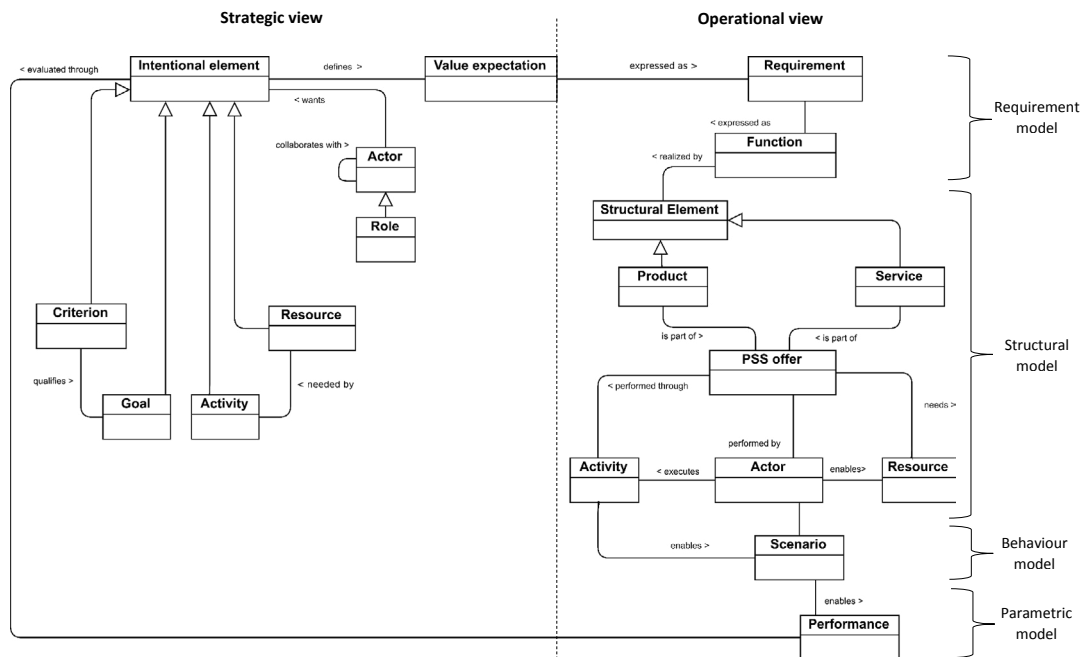 Strategic view
Operational view
< evaluated through
Intentional element
defines >
Value expectation
expressed as >
Requirement
< wants
< expressed as
Requirement
model
collaborates with >
Actor
Function
< realized by
Role
Structural Element
Product
Service
Criterion
Resource
is part of >
< is part of
Structural
model
PSS offer
qualifies >
< needed by
< performed through
Goal
Activity
needs >
performed by
Activity
< executes
Actor
enables>
Resource
enables >
Scenario
Behaviour
model
enables >
Performance
Parametric
model